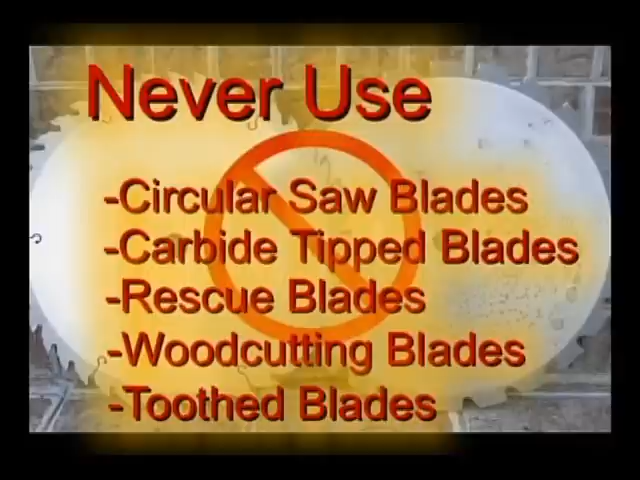 Never Use
-Circular Saw Blades
-Carbide Tipped Blades
-Rescue Blades
-Woodcutting Blades
-Toothed Blades